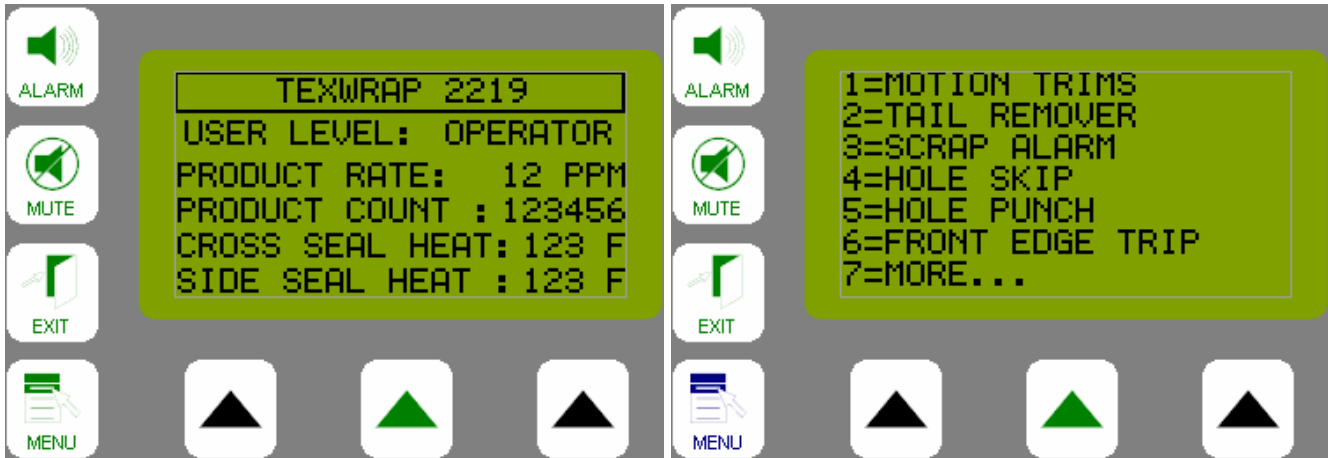 ALARM
MUTE
EXIT
MENU
TEXWRAP 2219
USER LEVEL: OPERATOR
PRODUCT RATE: 12 PPM
PRODUCT COUNT : 123456
CROSS SEAL HEAT: 123 F
SIDE SEAL HEAT : 123 F
ALARM
MUTE
EXIT
MENU
1=MOTION TRIMS
2=TAIL REMOVER
3=SCRAP ALARM
4=HOLE SKIP
5=HOLE PUNCH
6=FRONT EDGE TRIP
7=MORE...